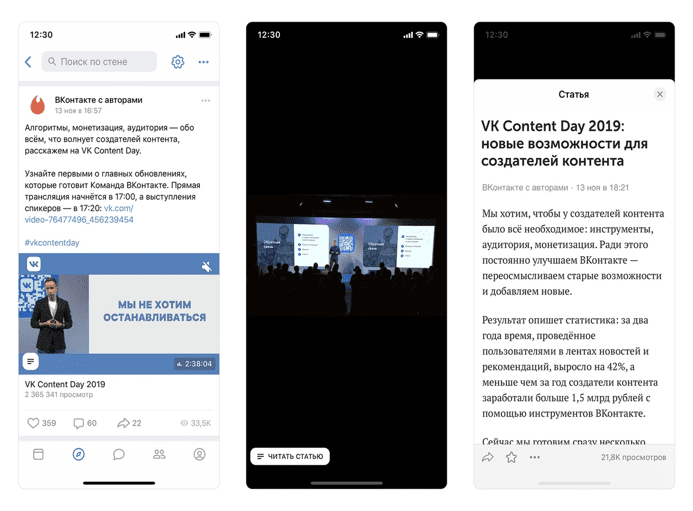 12:30
Поиск по стене
ВКонтакте с авторами
13 ноя в 16:57
Алгоритмы, монетизация, аудитория — обо
всём, что волнует создателей контента,
расскажем на VK Content Day.
Узнайте первыми о главных обновлениях,
которые готовит Команда ВКонтакте. Прямая
трансляция начнётся в 17:00, а выступления
спикеров — в 17:20: vk.com/
video-76477496_456239454
#vkcontentday
МЫ НЕ ХОТИМ
ОСТАНАВЛИВАТЬСЯ
2:38:04
VK Content Day 2019
2 365 341 просмотр
359
60
22
33,5K
12:30
Обратная
связь
Обратная
связь
ЧИТАТЬ СТАТЬЮ
12:30
Статья
VK Content Day 2019:
новые возможности для
создателей контента
ВКонтакте с авторами · 13 ноя в 18:21
Мы хотим, чтобы у создателей контента
было всё необходимое: инструменты,
аудитория, монетизация. Ради этого
постоянно улучшаем ВКонтакте —
переосмысливаем старые возможности
и добавляем новые.
Результат опишет статистика: за два
года время, проведённое
пользователями в лентах новостей и
рекомендаций, выросло на 42%, а
меньше чем за год создатели контента
заработали больше 1,5 млрд рублей с
помощью инструментов ВКонтакте.
Сейчас мы готовим сразу несколько
21,8K просмотров